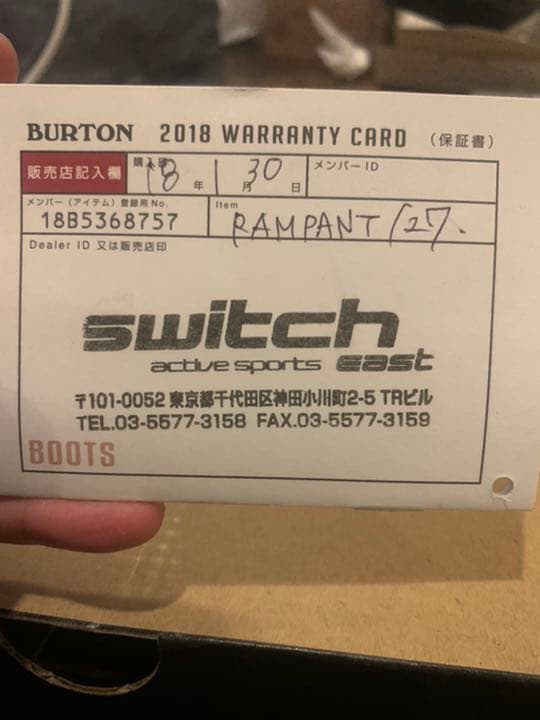 BURTON 2018 WARRANTY CARD (保証書)
販売店記入欄 購入日 18年 1月 30日 メンバーID
メンバー(アイテム)登録用No. Item
18B5368757 RAMPANT /27.
Dealer ID 又は販売店印
switch
active sports east
〒101-0052 東京都千代田区神田小川町2-5 TRビル
TEL.03-5577-3158 FAX.03-5577-3159
BOOTS